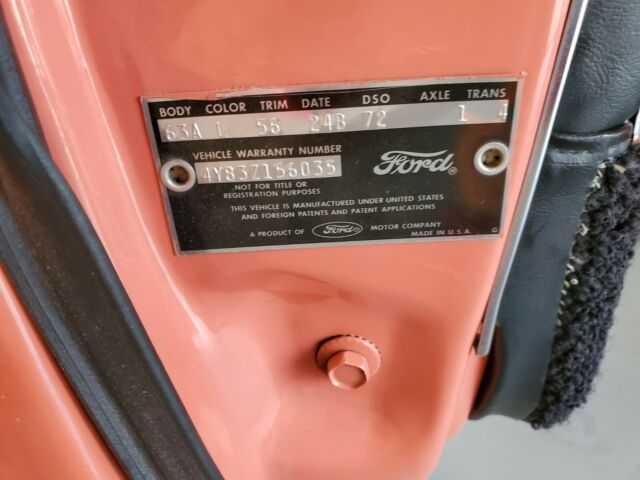 BODY COLOR TRIM DATE DSO AXLE TRANS
63A L 56 24B 72 1 4
VEHICLE WARRANTY NUMBER
4Y83Z156035
Ford
NOT FOR TITLE OR
REGISTRATION PURPOSES
THIS VEHICLE IS MANUFACTURED UNDER UNITED STATES
AND FOREIGN PATENTS AND PATENT APPLICATIONS
A PRODUCT OF Ford MOTOR COMPANY
MADE IN U.S.A. G